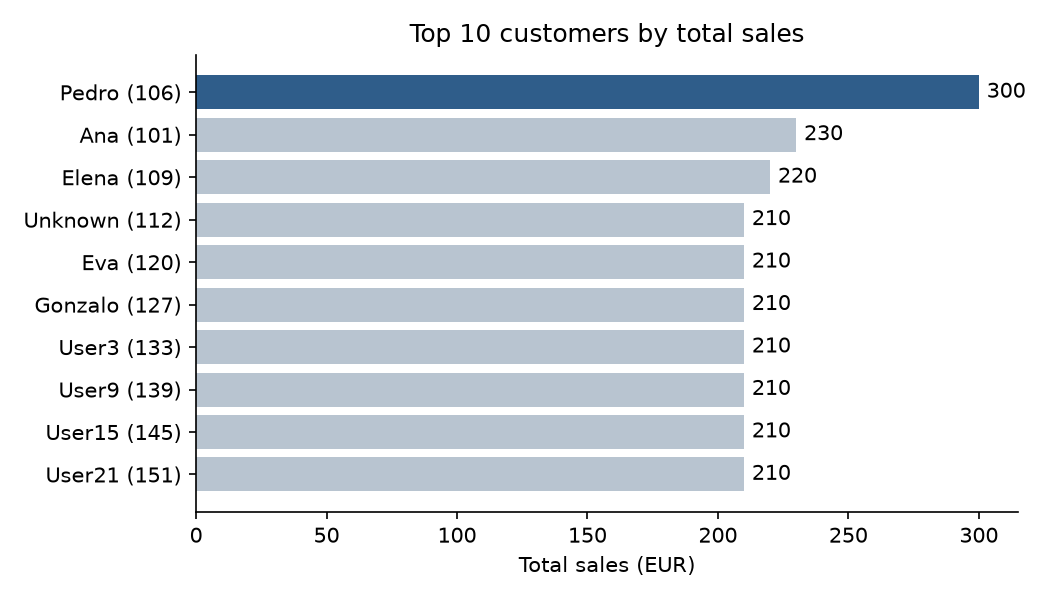 Top 10 customers by total sales
Pedro (106) 300
Ana (101) 230
Elena (109) 220
Unknown (112) 210
Eva (120) 210
Gonzalo (127) 210
User3 (133) 210
User9 (139) 210
User15 (145) 210
User21 (151) 210
0 50 100 150 200 250 300
Total sales (EUR)